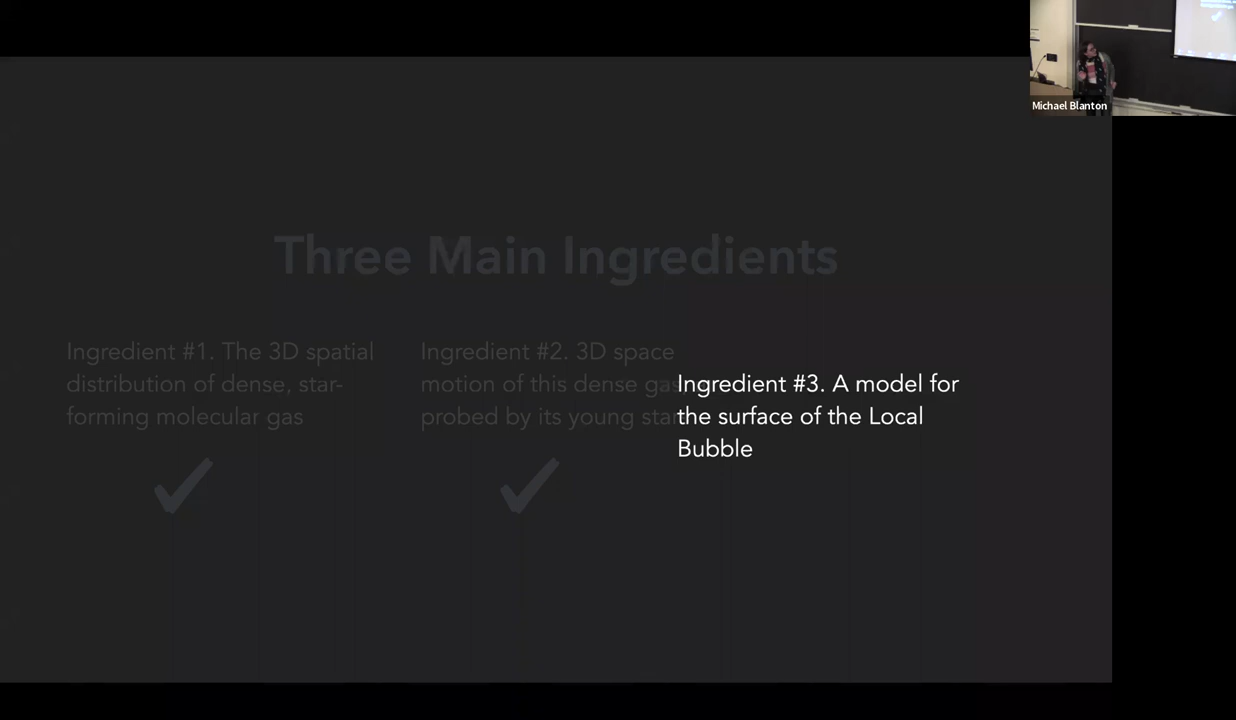 Michael Blanton
Three Main Ingredients
Ingredient #1. The 3D spatial
distribution of dense, star-
forming molecular gas
Ingredient #2. 3D space
motion of this dense gas,
probed by its young star
Ingredient #3. A model for
the surface of the Local
Bubble